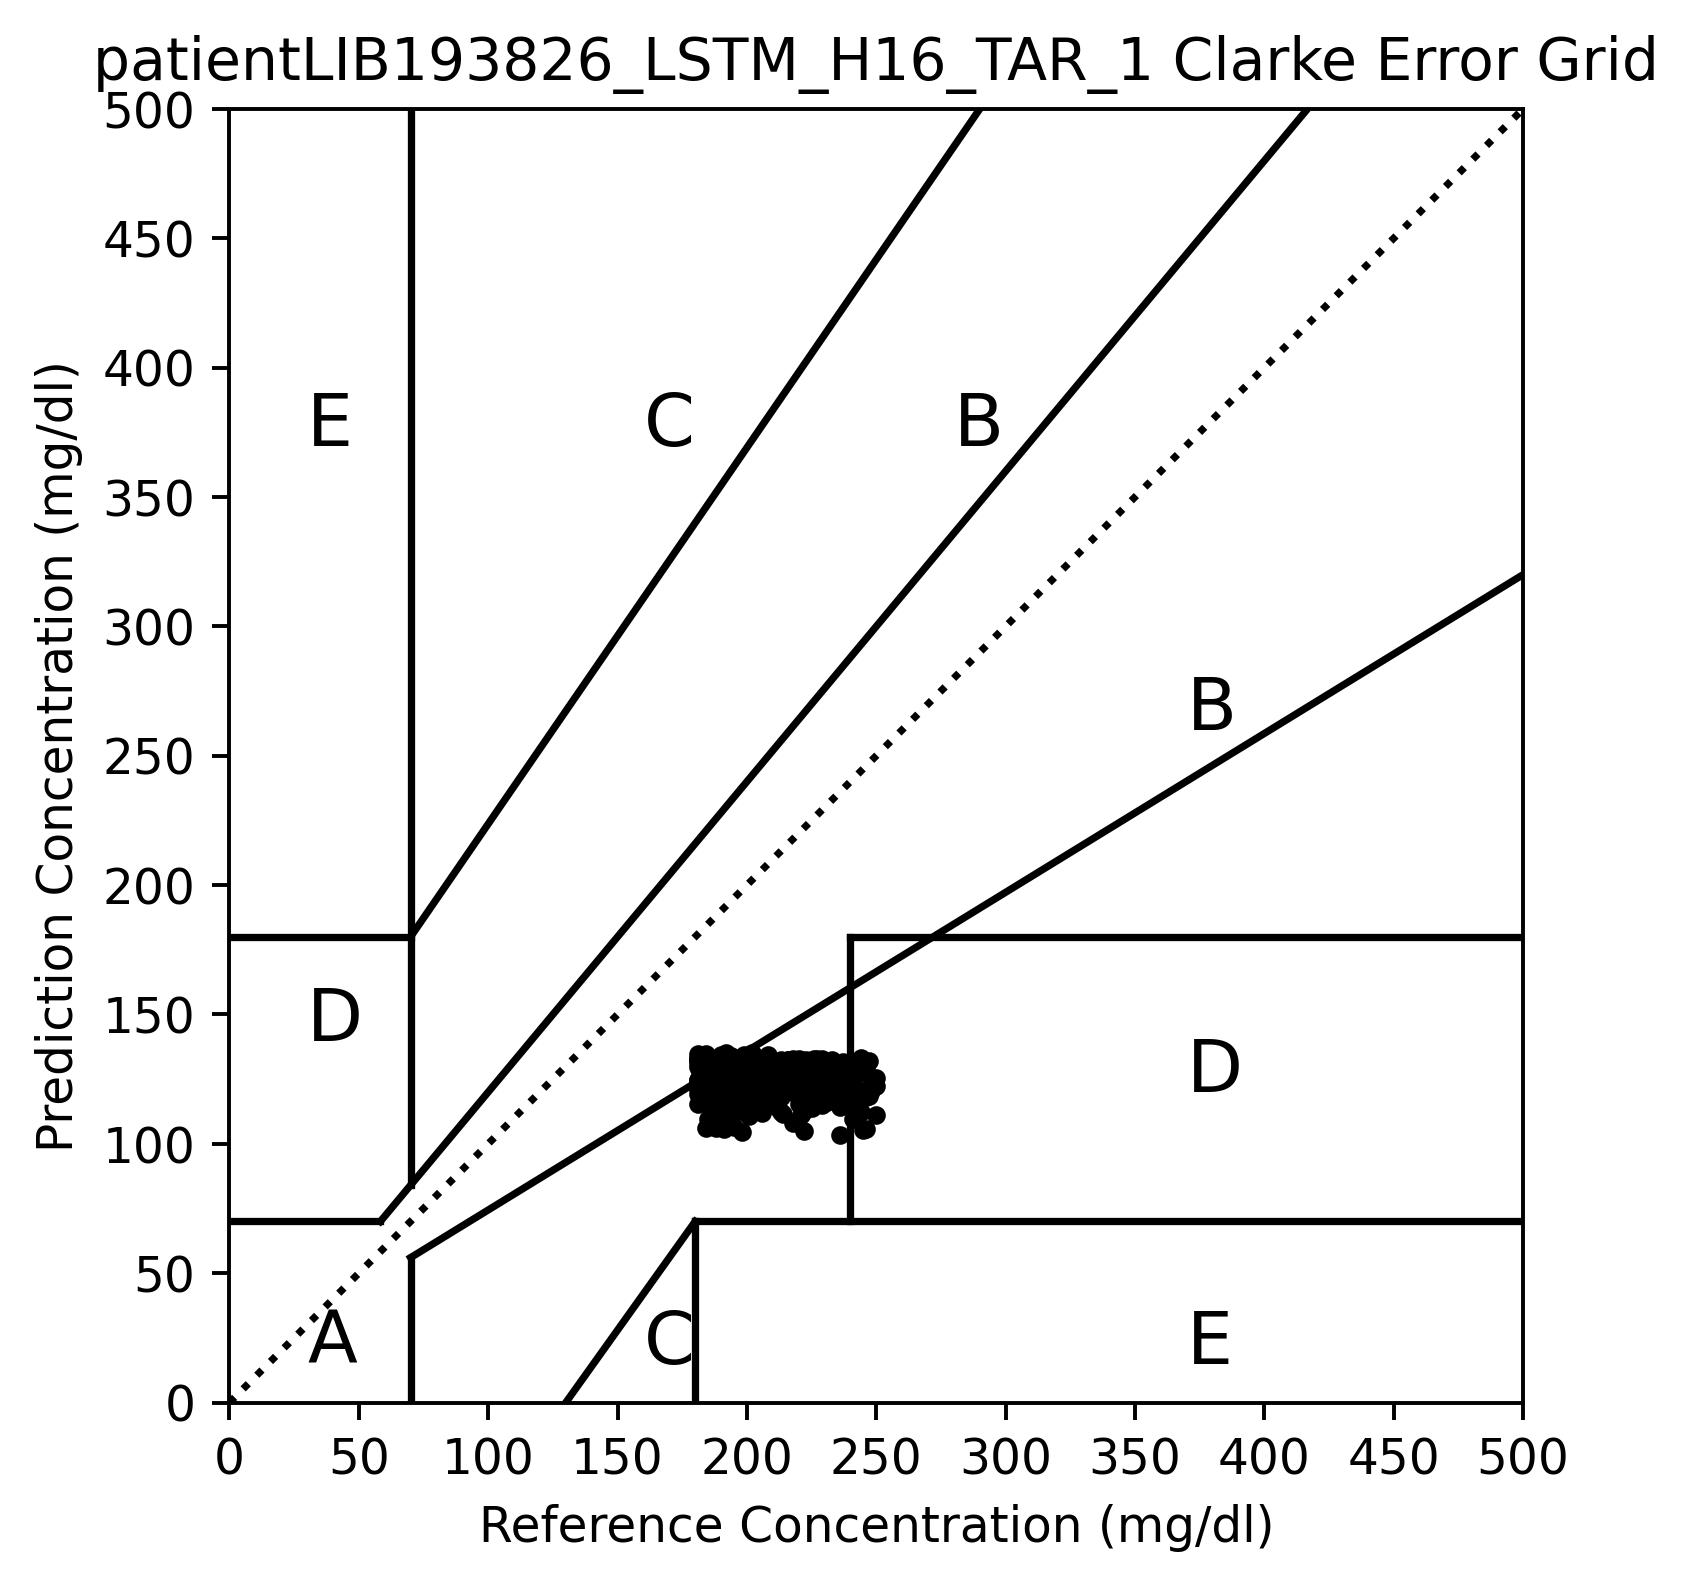 patientLIB193826_LSTM_H16_TAR_1 Clarke Error Grid
Prediction Concentration (mg/dl)
500
450
400
350
300
250
200
150
100
50
0
E
C
B
B
D
D
A
C
E
0 50 100 150 200 250 300 350 400 450 500
Reference Concentration (mg/dl)